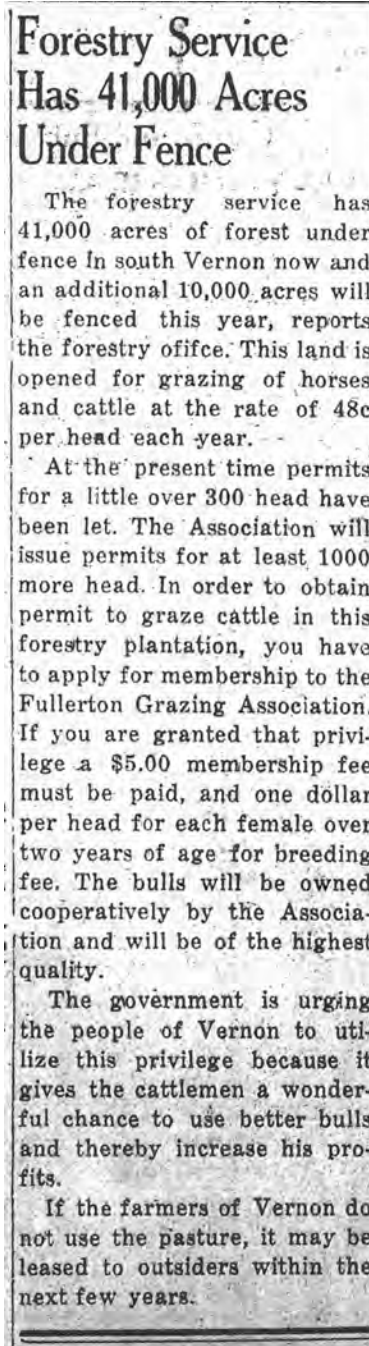 Forestry Service
Has 41,000 Acres
Under Fence
The forestry service has
41,000 acres of forest under
fence In south Vernon now and
an additional 10,000 acres will
be fenced this year, reports
the forestry ofifce. This land is
opened for grazing of horses
and cattle at the rate of 48c
per head each year.
At the present time permits
for a little over 300 head have
been let. The Association will
issue permits for at least 1000
more head. In order to obtain
permit to graze cattle in this
forestry plantation, you have
to apply for membership to the
Fullerton Grazing Association.
If you are granted that privi-
lege a $5.00 membership fee
must be paid, and one dollar
per head for each female over
two years of age for breeding
fee. The bulls will be owned
cooperatively by the Associa-
tion and will be of the highest
quality.
The government is urging
the people of Vernon to uti-
lize this privilege because it
gives the cattlemen a wonder-
ful chance to use better bulls
and thereby increase his pro-
fits.
If the farmers of Vernon do
not use the pasture, it may be
leased to outsiders within the
next few years.